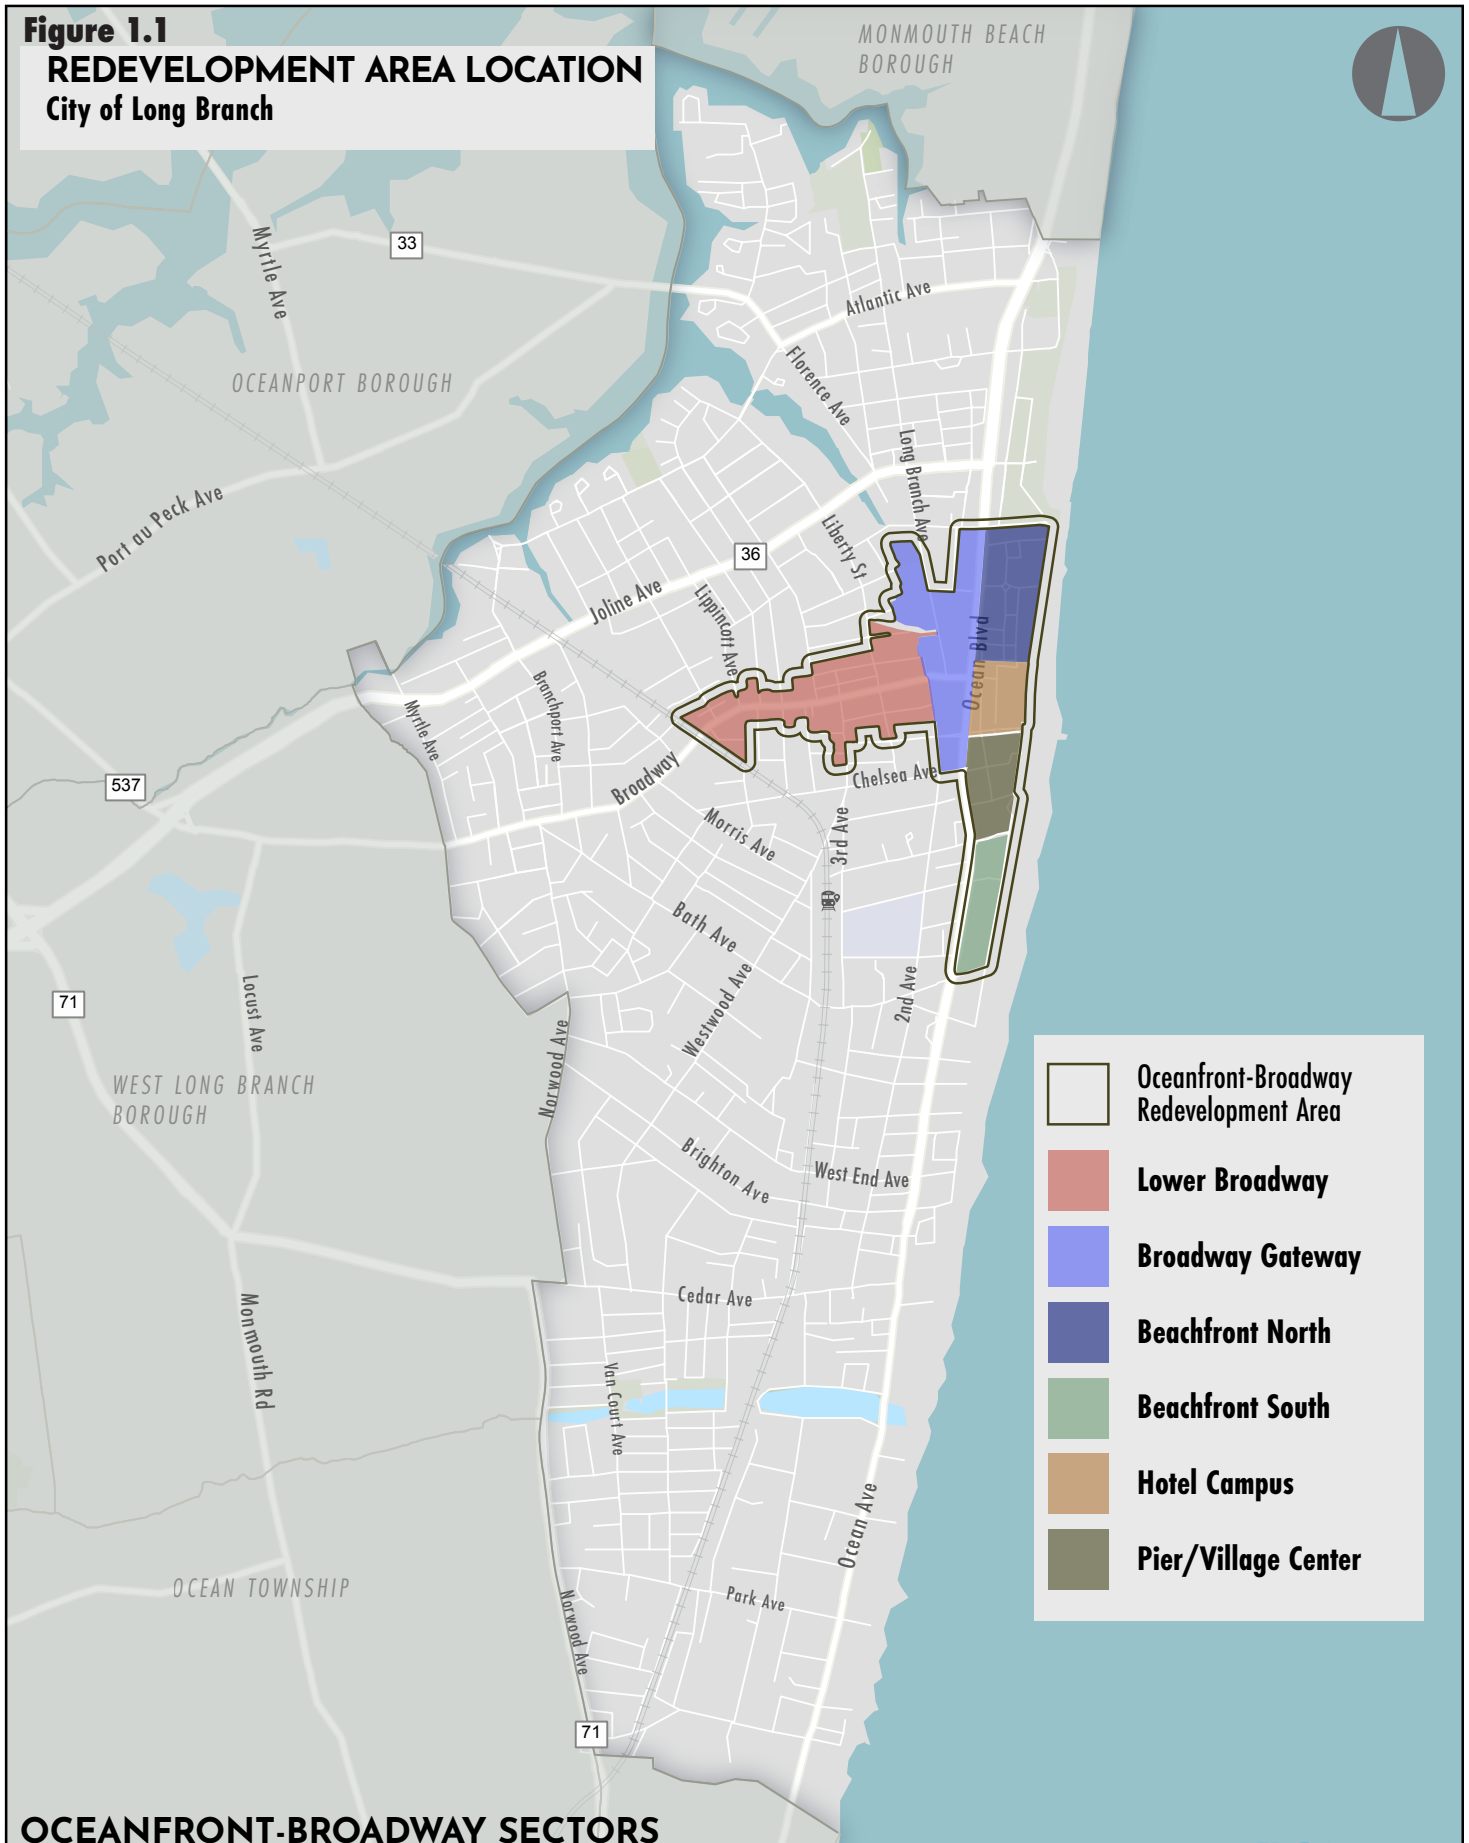 Figure 1.1
REDEVELOPMENT AREA LOCATION
City of Long Branch
MONMOUTH BEACH
BOROUGH
33
Myrtle Ave
Atlantic Ave
OCEANPORT BOROUGH
Florence Ave
Long Branch Ave
Port au Peck Ave
Liberty St
36
Joline Ave
Lippincott Ave
Ocean Blvd
Branchport Ave
Myrtle Ave
537
Broadway
Chelsea Ave
Morris Ave
3rd Ave
Bath Ave
Westwood Ave
2nd Ave
71
Locust Ave
Norwood Ave
WEST LONG BRANCH
BOROUGH
Brighton Ave
West End Ave
Cedar Ave
Monmouth Rd
Van Court Ave
Ocean Ave
OCEAN TOWNSHIP
Park Ave
Norwood Ave
71
Oceanfront-Broadway
Redevelopment Area
Lower Broadway
Broadway Gateway
Beachfront North
Beachfront South
Hotel Campus
Pier/Village Center
OCEANFRONT-BROADWAY SECTORS